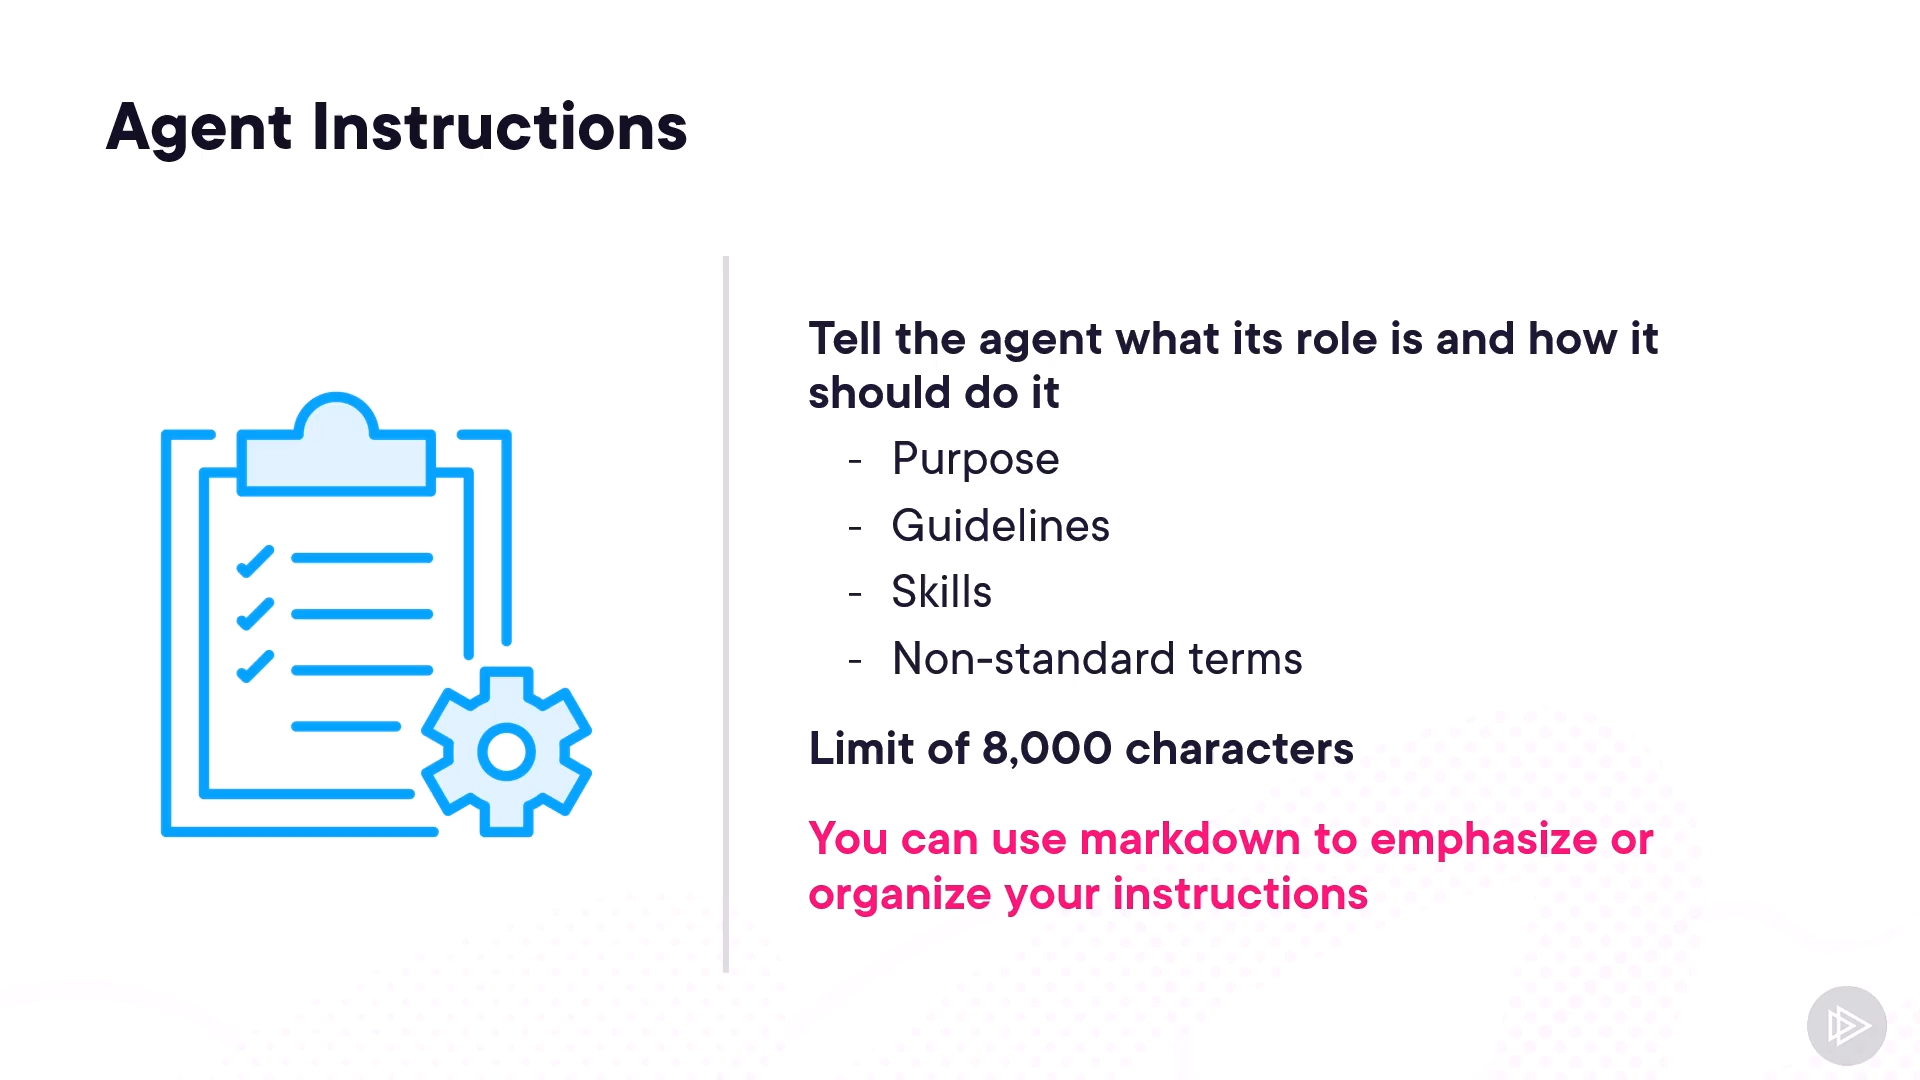 Agent Instructions
Tell the agent what its role is and how it
should do it
- Purpose
- Guidelines
- Skills
- Non-standard terms
Limit of 8,000 characters
You can use markdown to emphasize or
organize your instructions